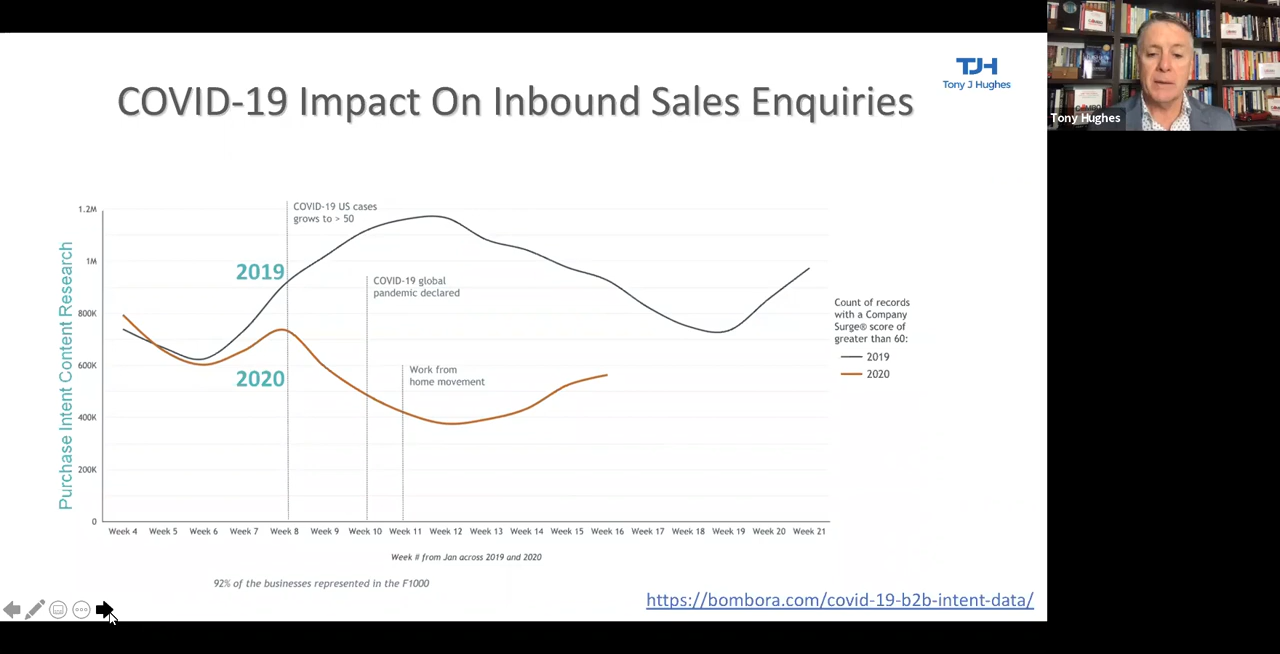 COVID-19 Impact On Inbound Sales Enquiries
TJH
Tony J Hughes
Tony Hughes
Purchase Intent Content Research
1.2M
1M
800K
600K
400K
200K
0
COVID-19 US cases
grows to > 50
2019
COVID-19 global
pandemic declared
2020
Work from
home movement
Count of records
with a Company
Surge® score of
greater than 60:
2019
2020
Week 4 Week 5 Week 6 Week 7 Week 8 Week 9 Week 10 Week 11 Week 12 Week 13 Week 14 Week 15 Week 16 Week 17 Week 18 Week 19 Week 20 Week 21
Week # from Jan across 2019 and 2020
92% of the businesses represented in the F1000
https://bombora.com/covid-19-b2b-intent-data/